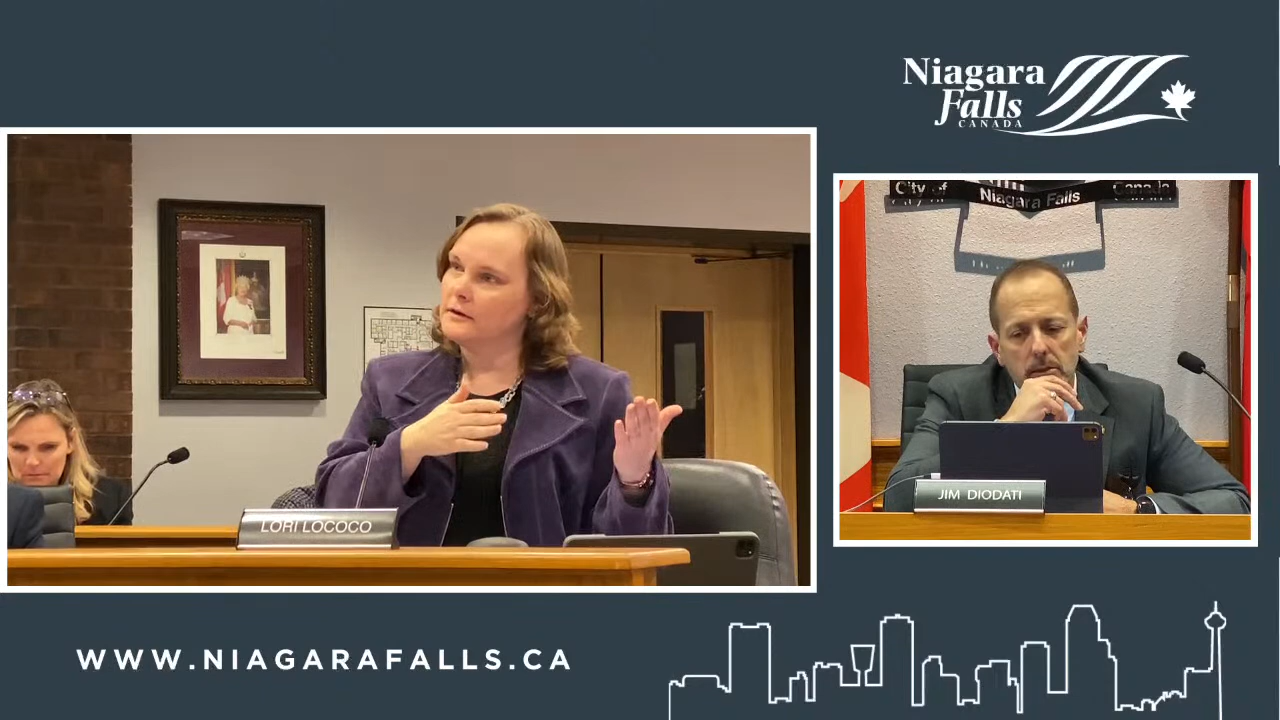 Niagara
Falls
CANADA
City of
Niagara Falls
Canada
LORI LOCOCO
JIM DIODATI
WWW.NIAGARAFALLS.CA